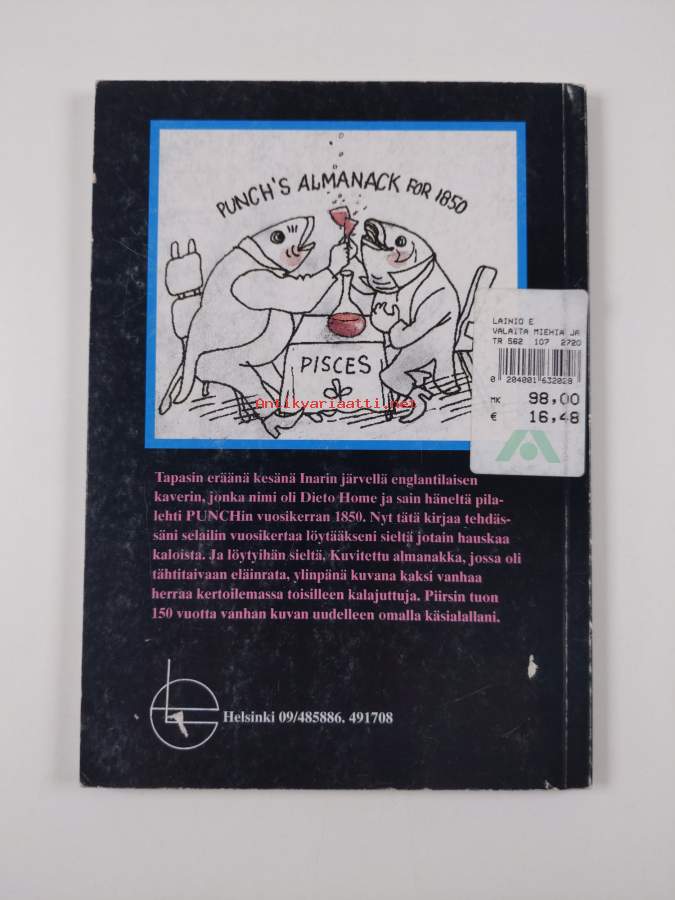 PUNCH'S ALMANACK FOR 1850
PISCES
Antikvariaatti.net
LAINIO E
VALAITA MIEHIA JA
TR 562 107 2720
0 204001 632028
MK 98,00
€ 16,48
Tapasin eräänä kesänä Inarin järvellä englantilaisen
kaverin, jonka nimi oli Dieto Home ja sain häneltä pila-
lehti PUNCHin vuosikerran 1850. Nyt tätä kirjaa tehdäs-
säni selailin vuosikertaa löytääkseni sieltä jotain hauskaa
kaloista. Ja löytyihän sieltä. Kuvitettu almanakka, jossa oli
tähtitaivaan eläinrata, ylinpänä kuvana kaksi vanhaa
herraa kertoilemassa toisilleen kalajuttuja. Piirsin tuon
150 vuotta vanhan kuvan uudelleen omalla käsialallani.
Helsinki 09/485886, 491708